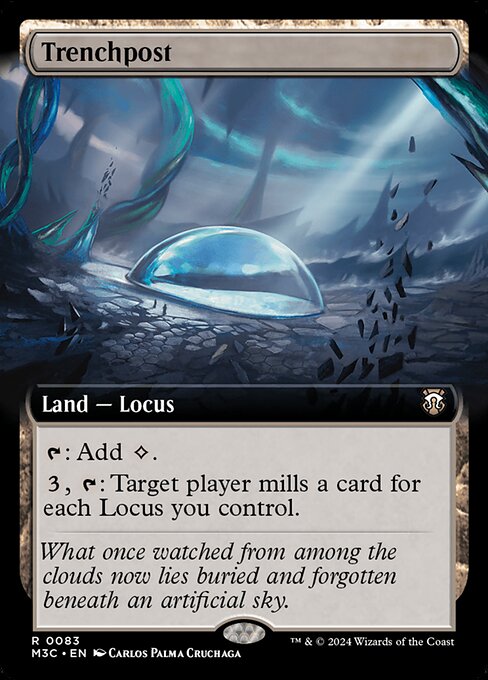 Trenchpost
Land — Locus
: Add .
3, : Target player mills a card for
each Locus you control.
What once watched from among the
clouds now lies buried and forgotten
beneath an artificial sky.
R 0083
M3C • EN CARLOS PALMA CRUCHAGA
™ & © 2024 Wizards of the Coast